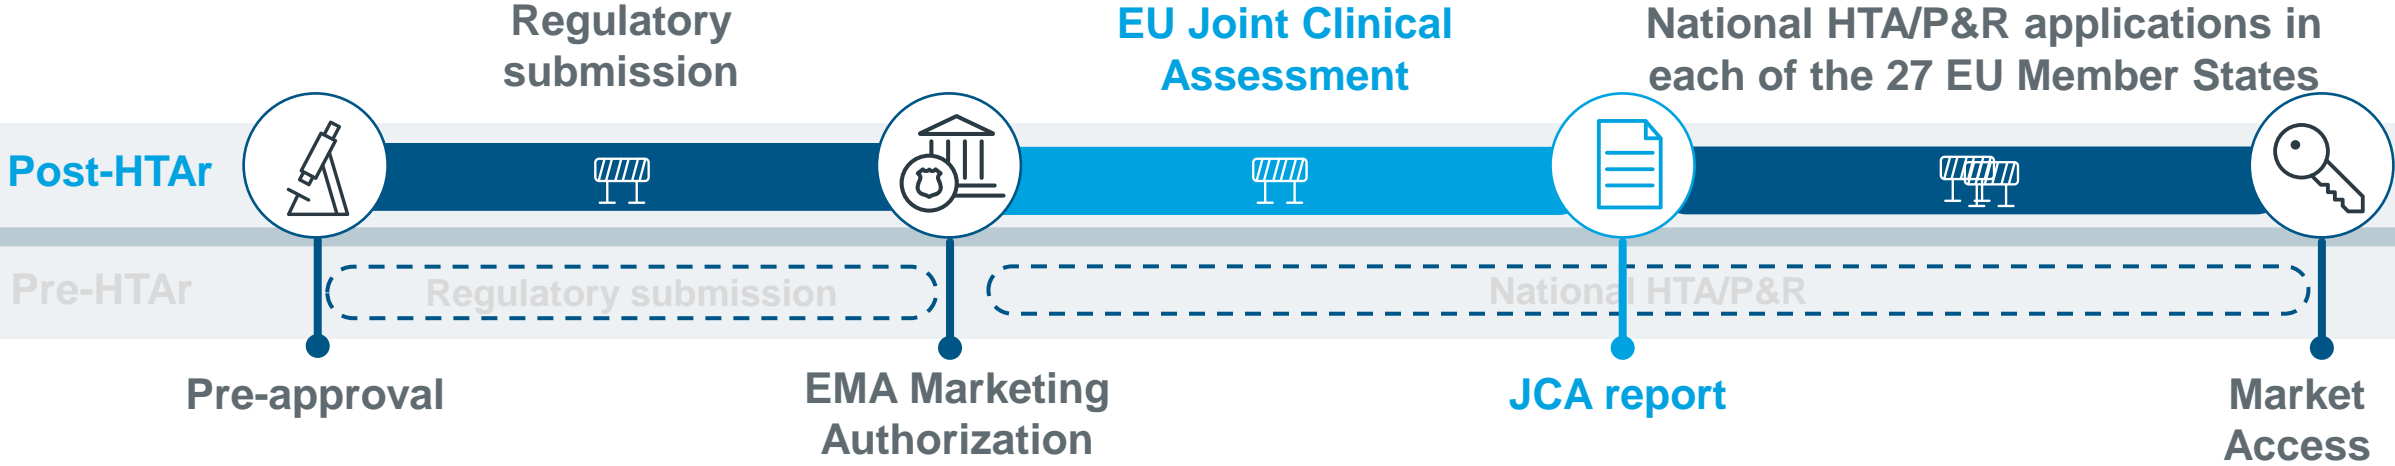 Regulatory
submission
EU Joint Clinical
Assessment
National HTA/P&R applications in
each of the 27 EU Member States
Post-HTAr
Pre-HTAr
Regulatory submission
National HTA/P&R
Pre-approval
EMA Marketing
Authorization
JCA report
Market
Access